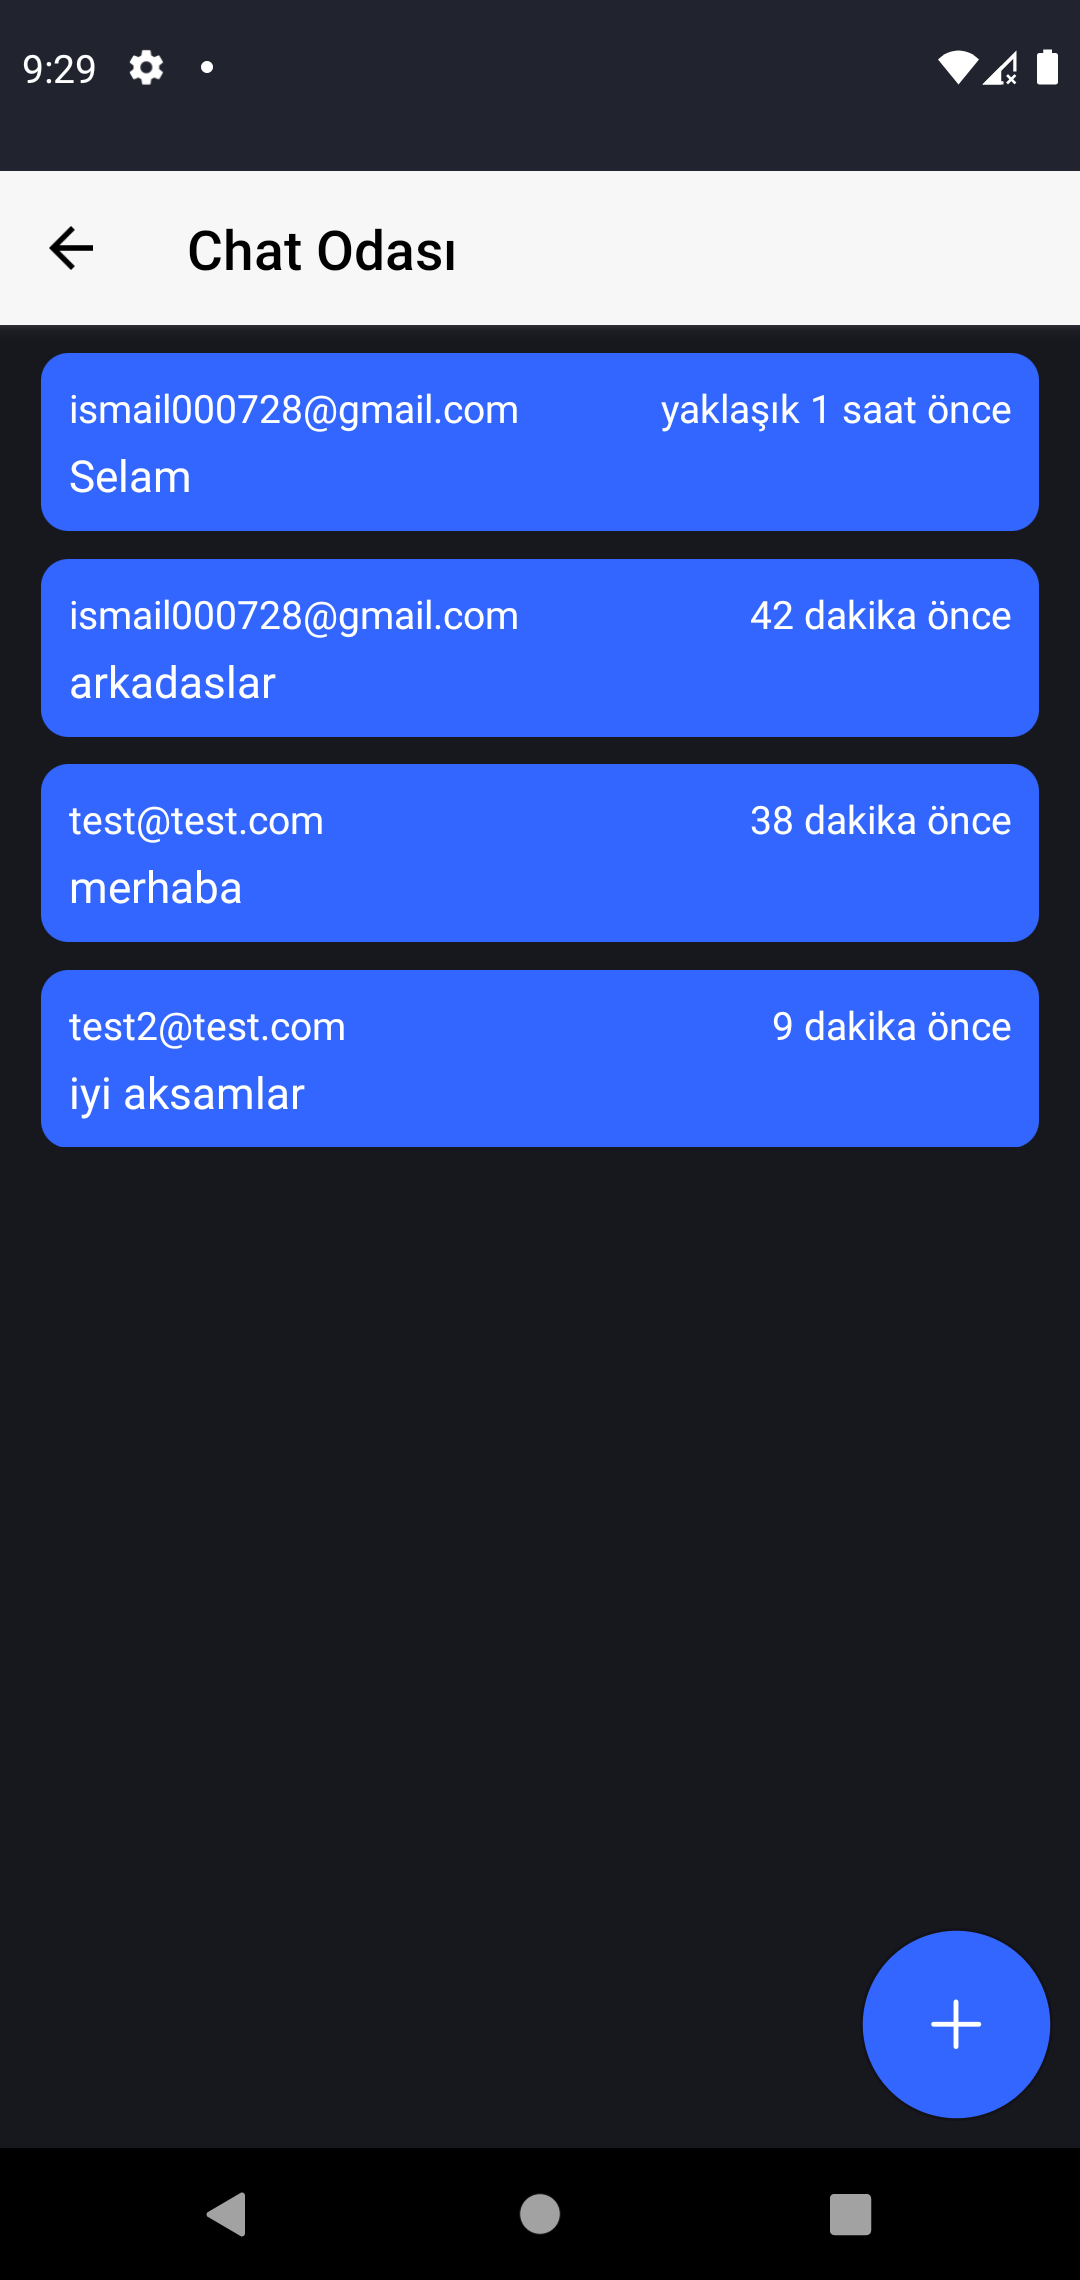 9:29
Chat Odası
ismail000728@gmail.com yaklaşık 1 saat önce
Selam
ismail000728@gmail.com 42 dakika önce
arkadaslar
test@test.com 38 dakika önce
merhaba
test2@test.com 9 dakika önce
iyi aksamlar